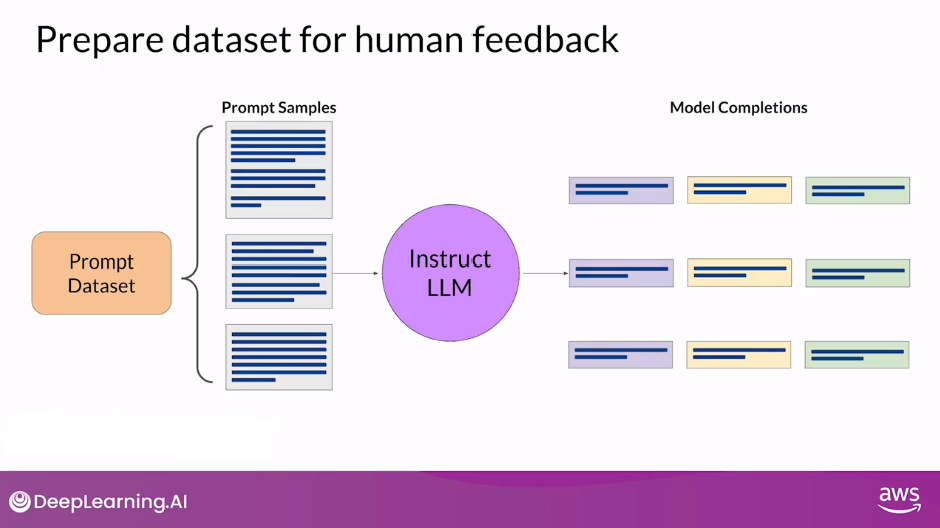 Prepare dataset for human feedback
Prompt Samples
Model Completions
Prompt
Dataset
Instruct
LLM
DeepLearning.AI
aws